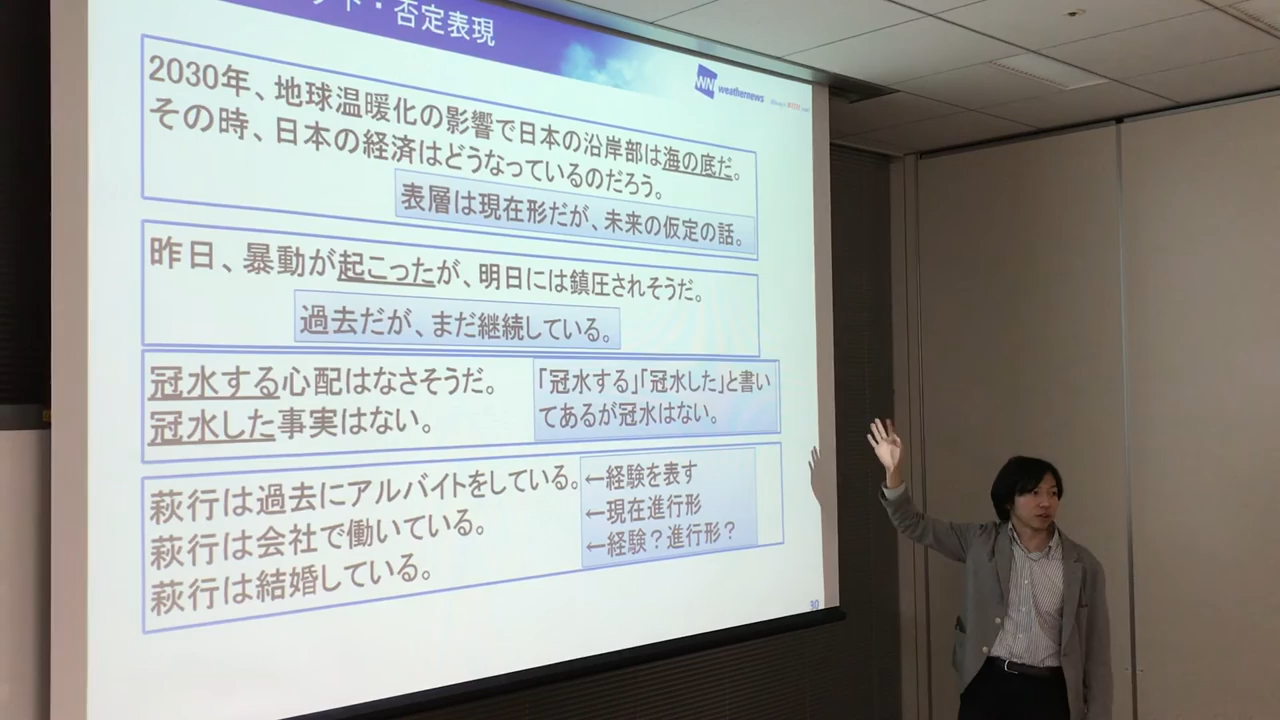 ・否定表現
weathernews
2030年、地球温暖化の影響で日本の沿岸部は海の底だ。
その時、日本の経済はどうなっているのだろう。
表層は現在形だが、未来の仮定の話。
昨日、暴動が起こったが、明日には鎮圧されそうだ。
過去だが、まだ継続している。
冠水する心配はなさそうだ。
冠水した事実はない。
「冠水する」「冠水した」と書い
てあるが冠水はない。
萩行は過去にアルバイトをしている。
←経験を表す
萩行は会社で働いている。
←現在進行形
萩行は結婚している。
←経験？進行形？
30